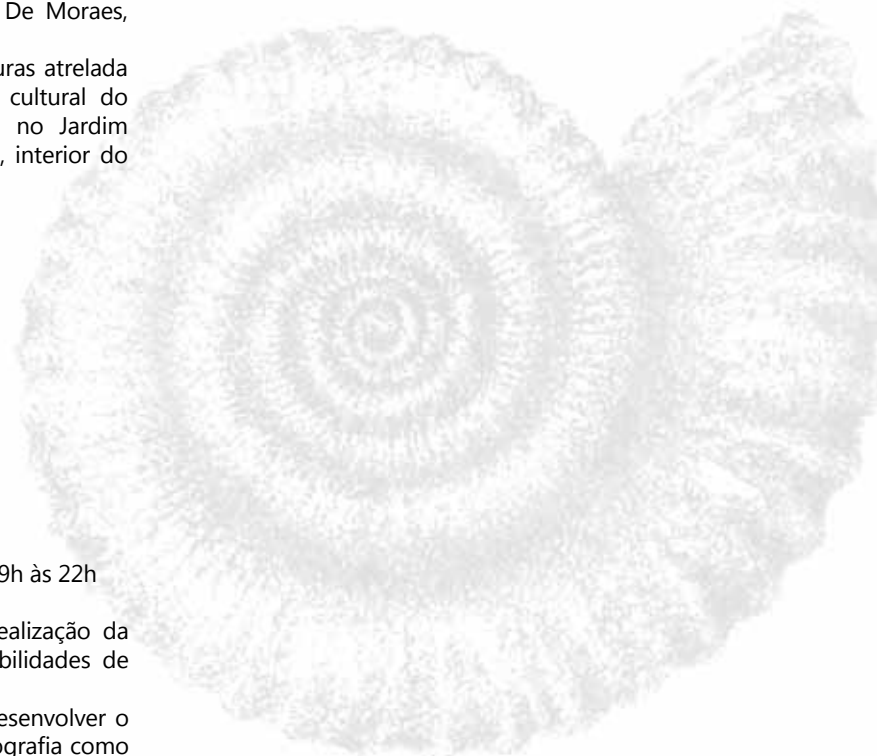 De Moraes,
uras atrelada
cultural do
no Jardim
, interior do
9h às 22h
ealização da
bilidades de
esenvolver o
ografia como